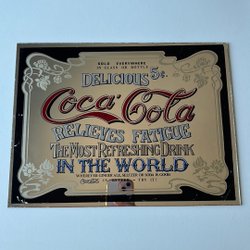 SOLD EVERYWHERE
IN GLASS OR BOTTLE
DELICIOUS 5¢.
Coca-Cola
RELIEVES FATIGUE
THE MOST REFRESHING DRINK
IN THE WORLD